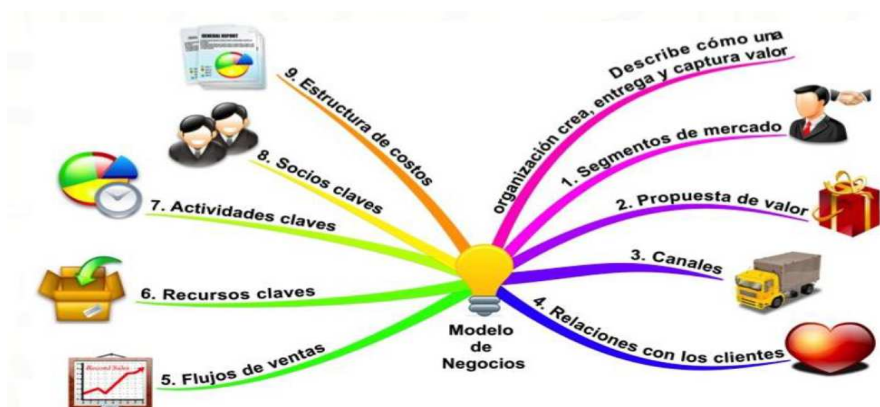 Describe cómo una
organización crea, entrega y captura valor
1. Segmentos de mercado
2. Propuesta de valor
3. Canales
4. Relaciones con los clientes
5. Flujos de ventas
6. Recursos claves
7. Actividades claves
8. Socios claves
9. Estructura de costos
GENERAL REPORT
Modelo
de
Negocios